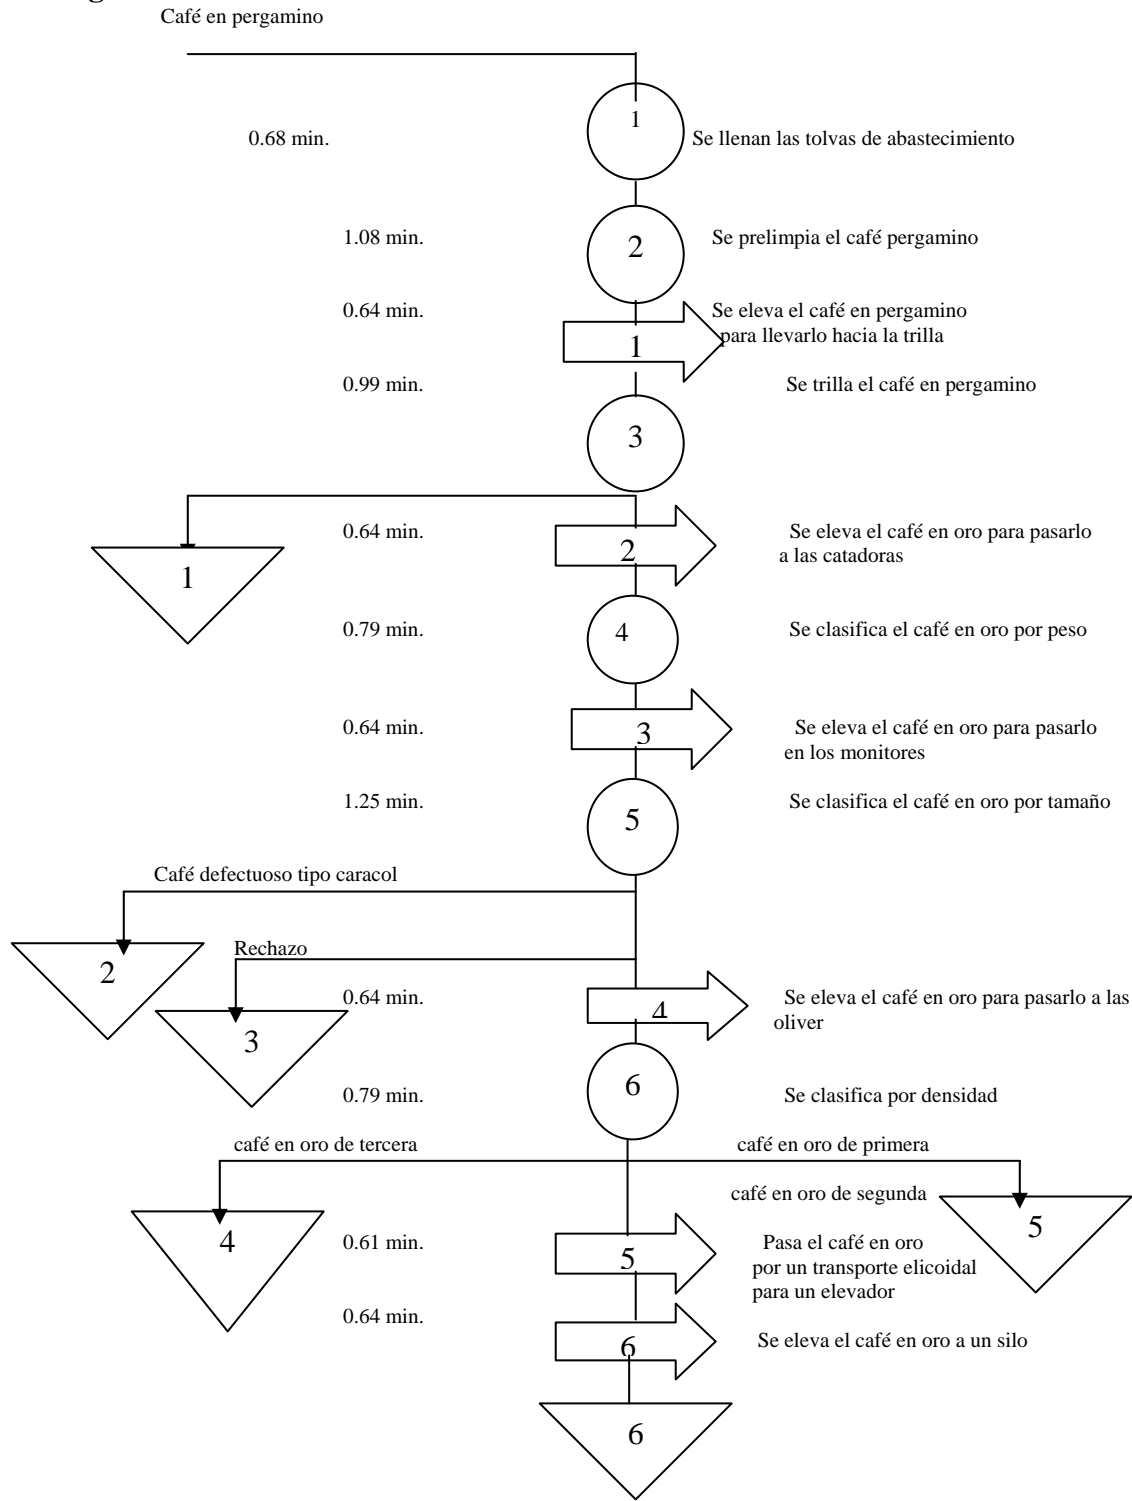 Café en pergamino
1
0.68 min.
Se llenan las tolvas de abastecimiento
1.08 min.
2
Se prelimpia el café pergamino
0.64 min.
1
Se eleva el café en pergamino
para llevarlo hacia la trilla
0.99 min.
Se trilla el café en pergamino
3
0.64 min.
2
Se eleva el café en oro para pasarlo
a las catadoras
1
0.79 min.
4
Se clasifica el café en oro por peso
0.64 min.
3
Se eleva el café en oro para pasarlo
en los monitores
1.25 min.
5
Se clasifica el café en oro por tamaño
Café defectuoso tipo caracol
2
Rechazo
3
0.64 min.
4
Se eleva el café en oro para pasarlo a las
oliver
0.79 min.
6
Se clasifica por densidad
café en oro de tercera
café en oro de primera
café en oro de segunda
4
5
0.61 min.
5
Pasa el café en oro
por un transporte elicoidal
para un elevador
0.64 min.
6
Se eleva el café en oro a un silo
6